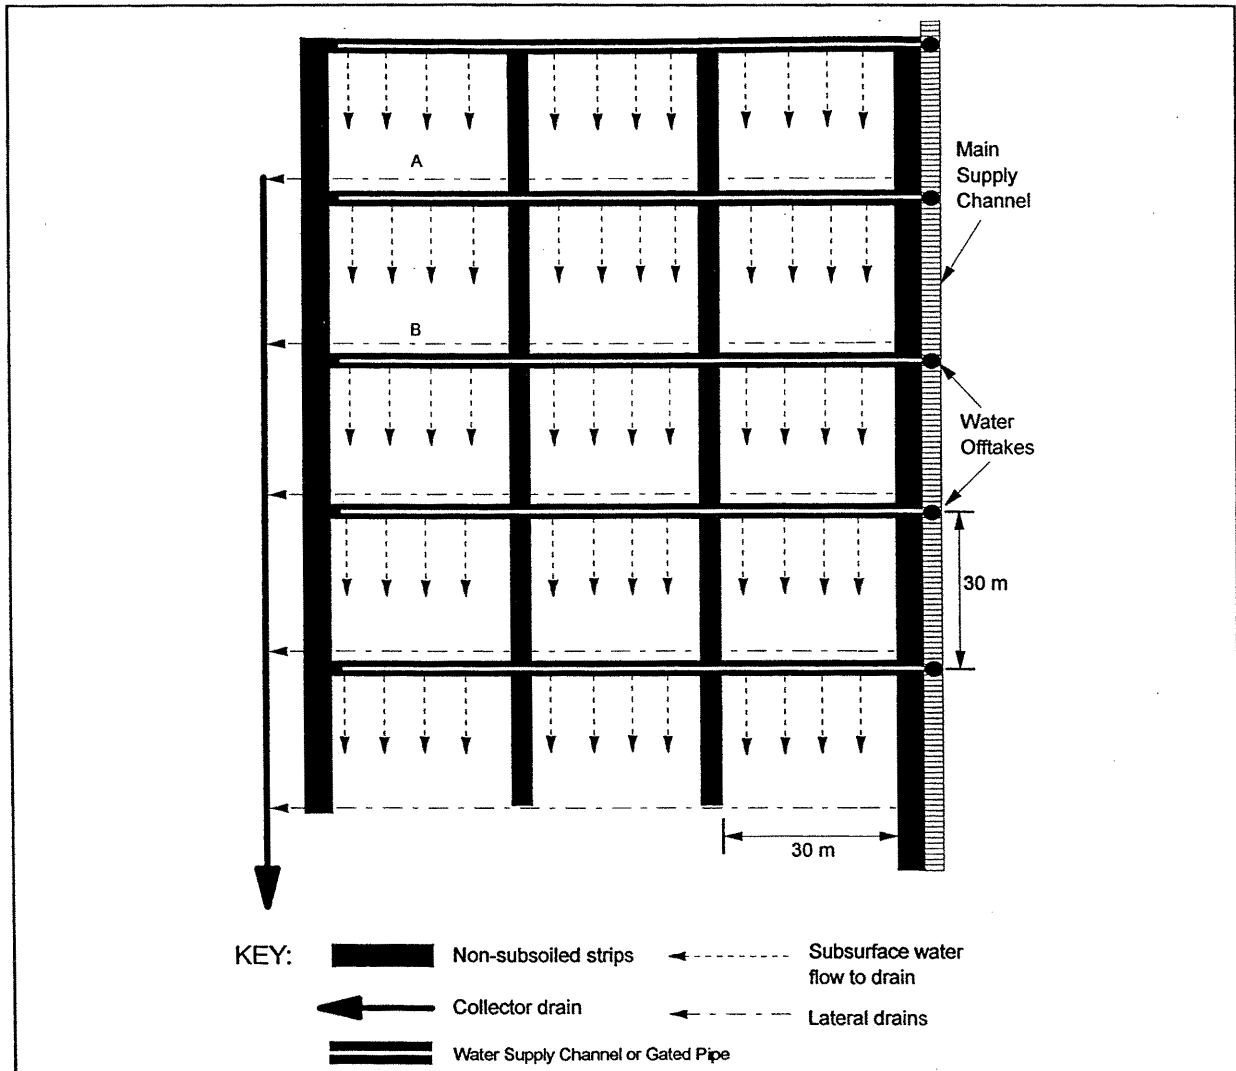 A
Main
Supply
Channel
B
Water
Offtakes
30 m
30 m
KEY:
Non-subsoiled strips
Subsurface water
flow to drain
Collector drain
Lateral drains
Water Supply Channel or Gated Pipe